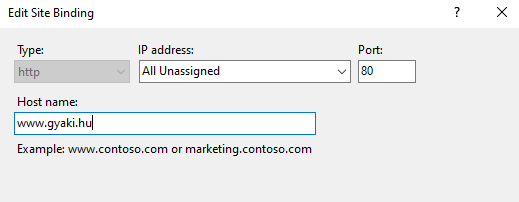 Edit Site Binding ?
Type: IP address: Port:
http All Unassigned 80
Host name:
www.gyaki.hu
Example: www.contoso.com or marketing.contoso.com